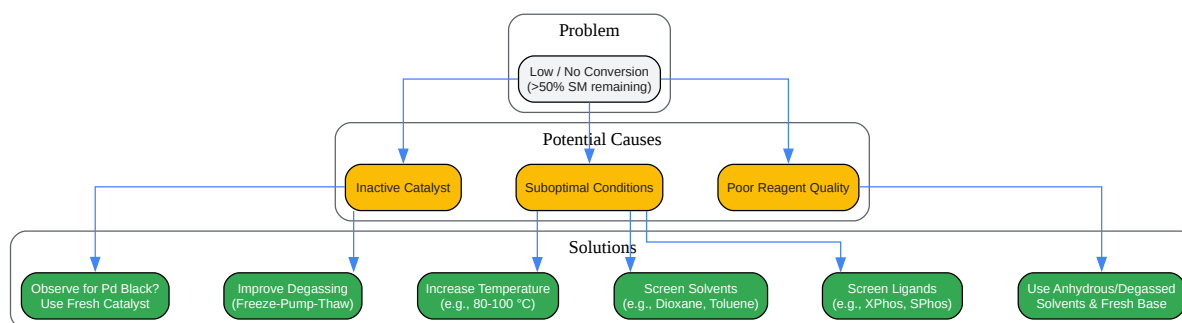 Problem
Low / No Conversion
(>50% SM remaining)
Potential Causes
Inactive Catalyst
Suboptimal Conditions
Poor Reagent Quality
Solutions
Observe for Pd Black?
Use Fresh Catalyst
Improve Degassing
(Freeze-Pump-Thaw)
Increase Temperature
(e.g., 80-100 °C)
Screen Solvents
(e.g., Dioxane, Toluene)
Screen Ligands
(e.g., XPhos, SPhos)
Use Anhydrous/Degassed
Solvents & Fresh Base